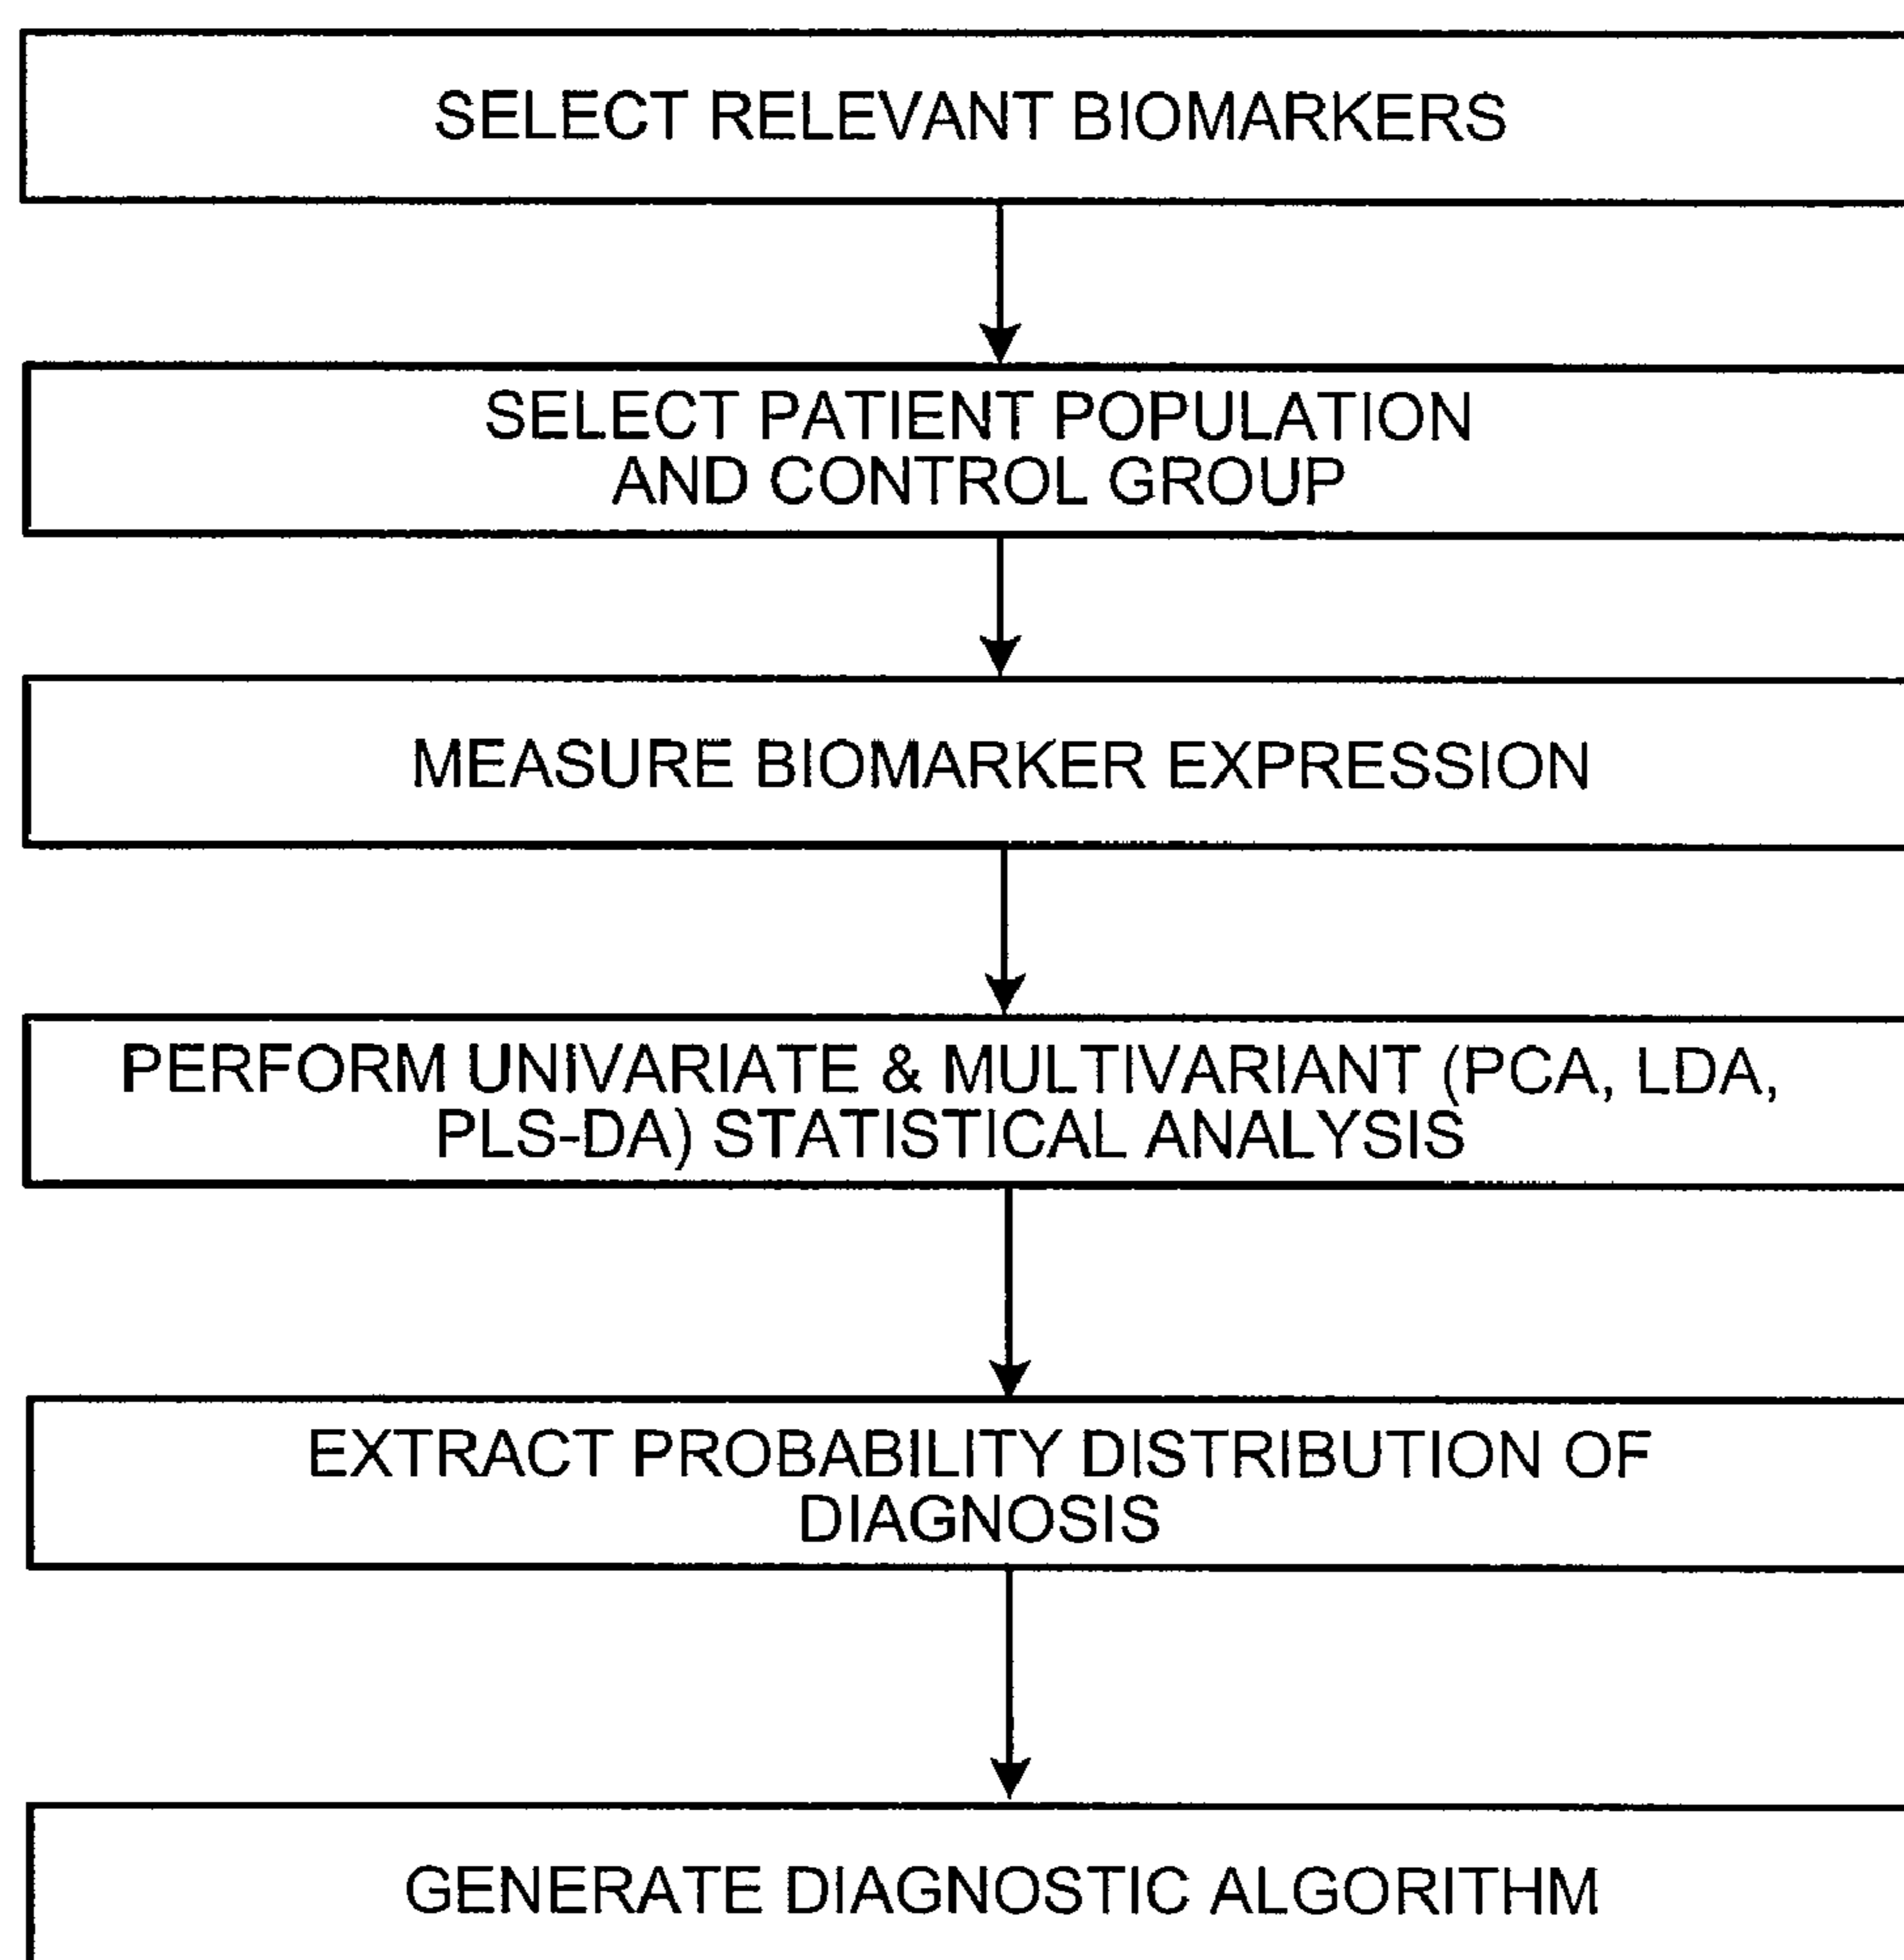 SELECT RELEVANT BIOMARKERS
SELECT PATIENT POPULATION
AND CONTROL GROUP
MEASURE BIOMARKER EXPRESSION
PERFORM UNIVARIATE & MULTIVARIANT (PCA, LDA,
PLS-DA) STATISTICAL ANALYSIS
EXTRACT PROBABILITY DISTRIBUTION OF
DIAGNOSIS
GENERATE DIAGNOSTIC ALGORITHM